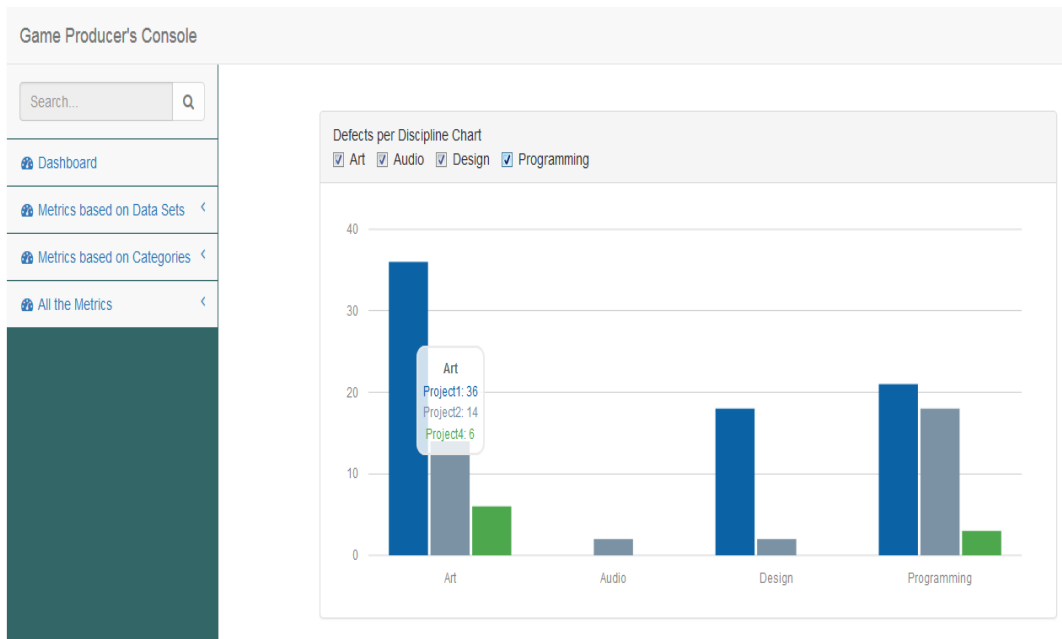 Game Producer's Console
Search...
Dashboard
Metrics based on Data Sets
Metrics based on Categories
All the Metrics
Defects per Discipline Chart
Art Audio Design Programming
40
30
20
10
0
Art
Project1: 36
Project2: 14
Project4: 6
Art Audio Design Programming